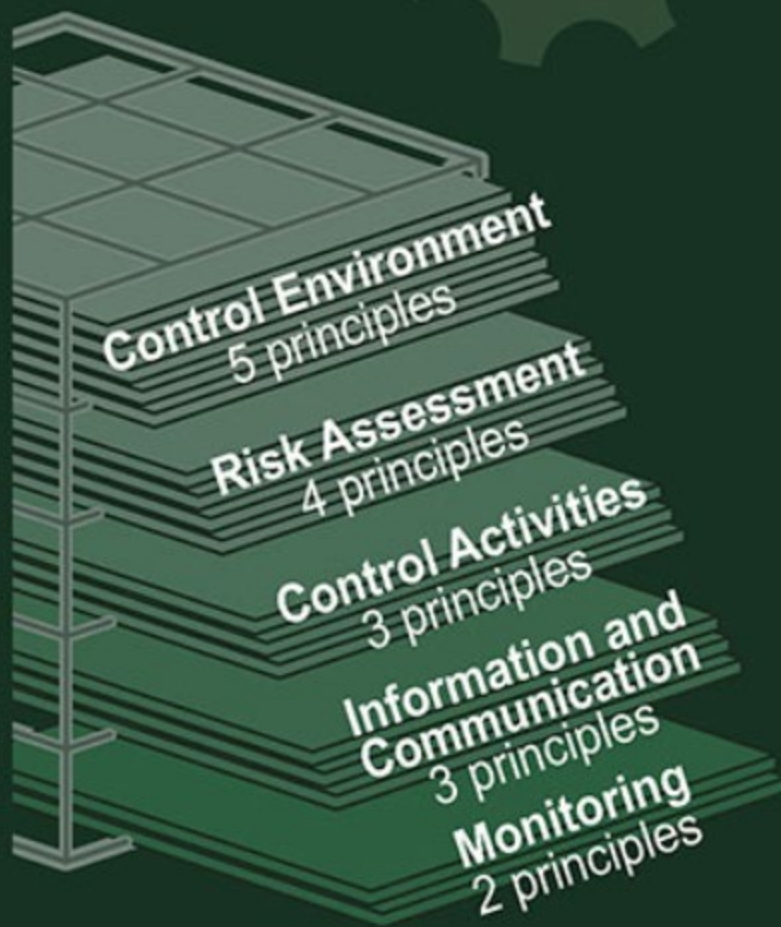 Control Environment
5 principles
Risk Assessment
4 principles
Control Activities
3 principles
Information and
Communication
3 principles
Monitoring
2 principles